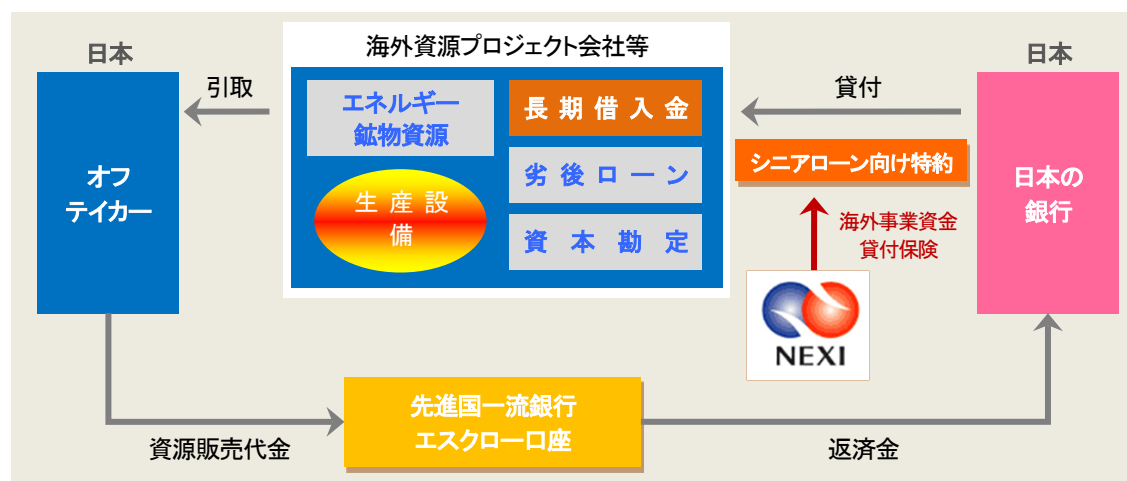 海外資源プロジェクト会社等
日本
日本
引取
貸付
エネルギー
鉱物資源
長期借入金
シニアローン向け特約
オフ
テイカー
劣後ローン
日本の
銀行
生産設
備
資本勘定
海外事業資金
貸付保険
NEXI
先進国一流銀行
エスクロー口座
資源販売代金
返済金